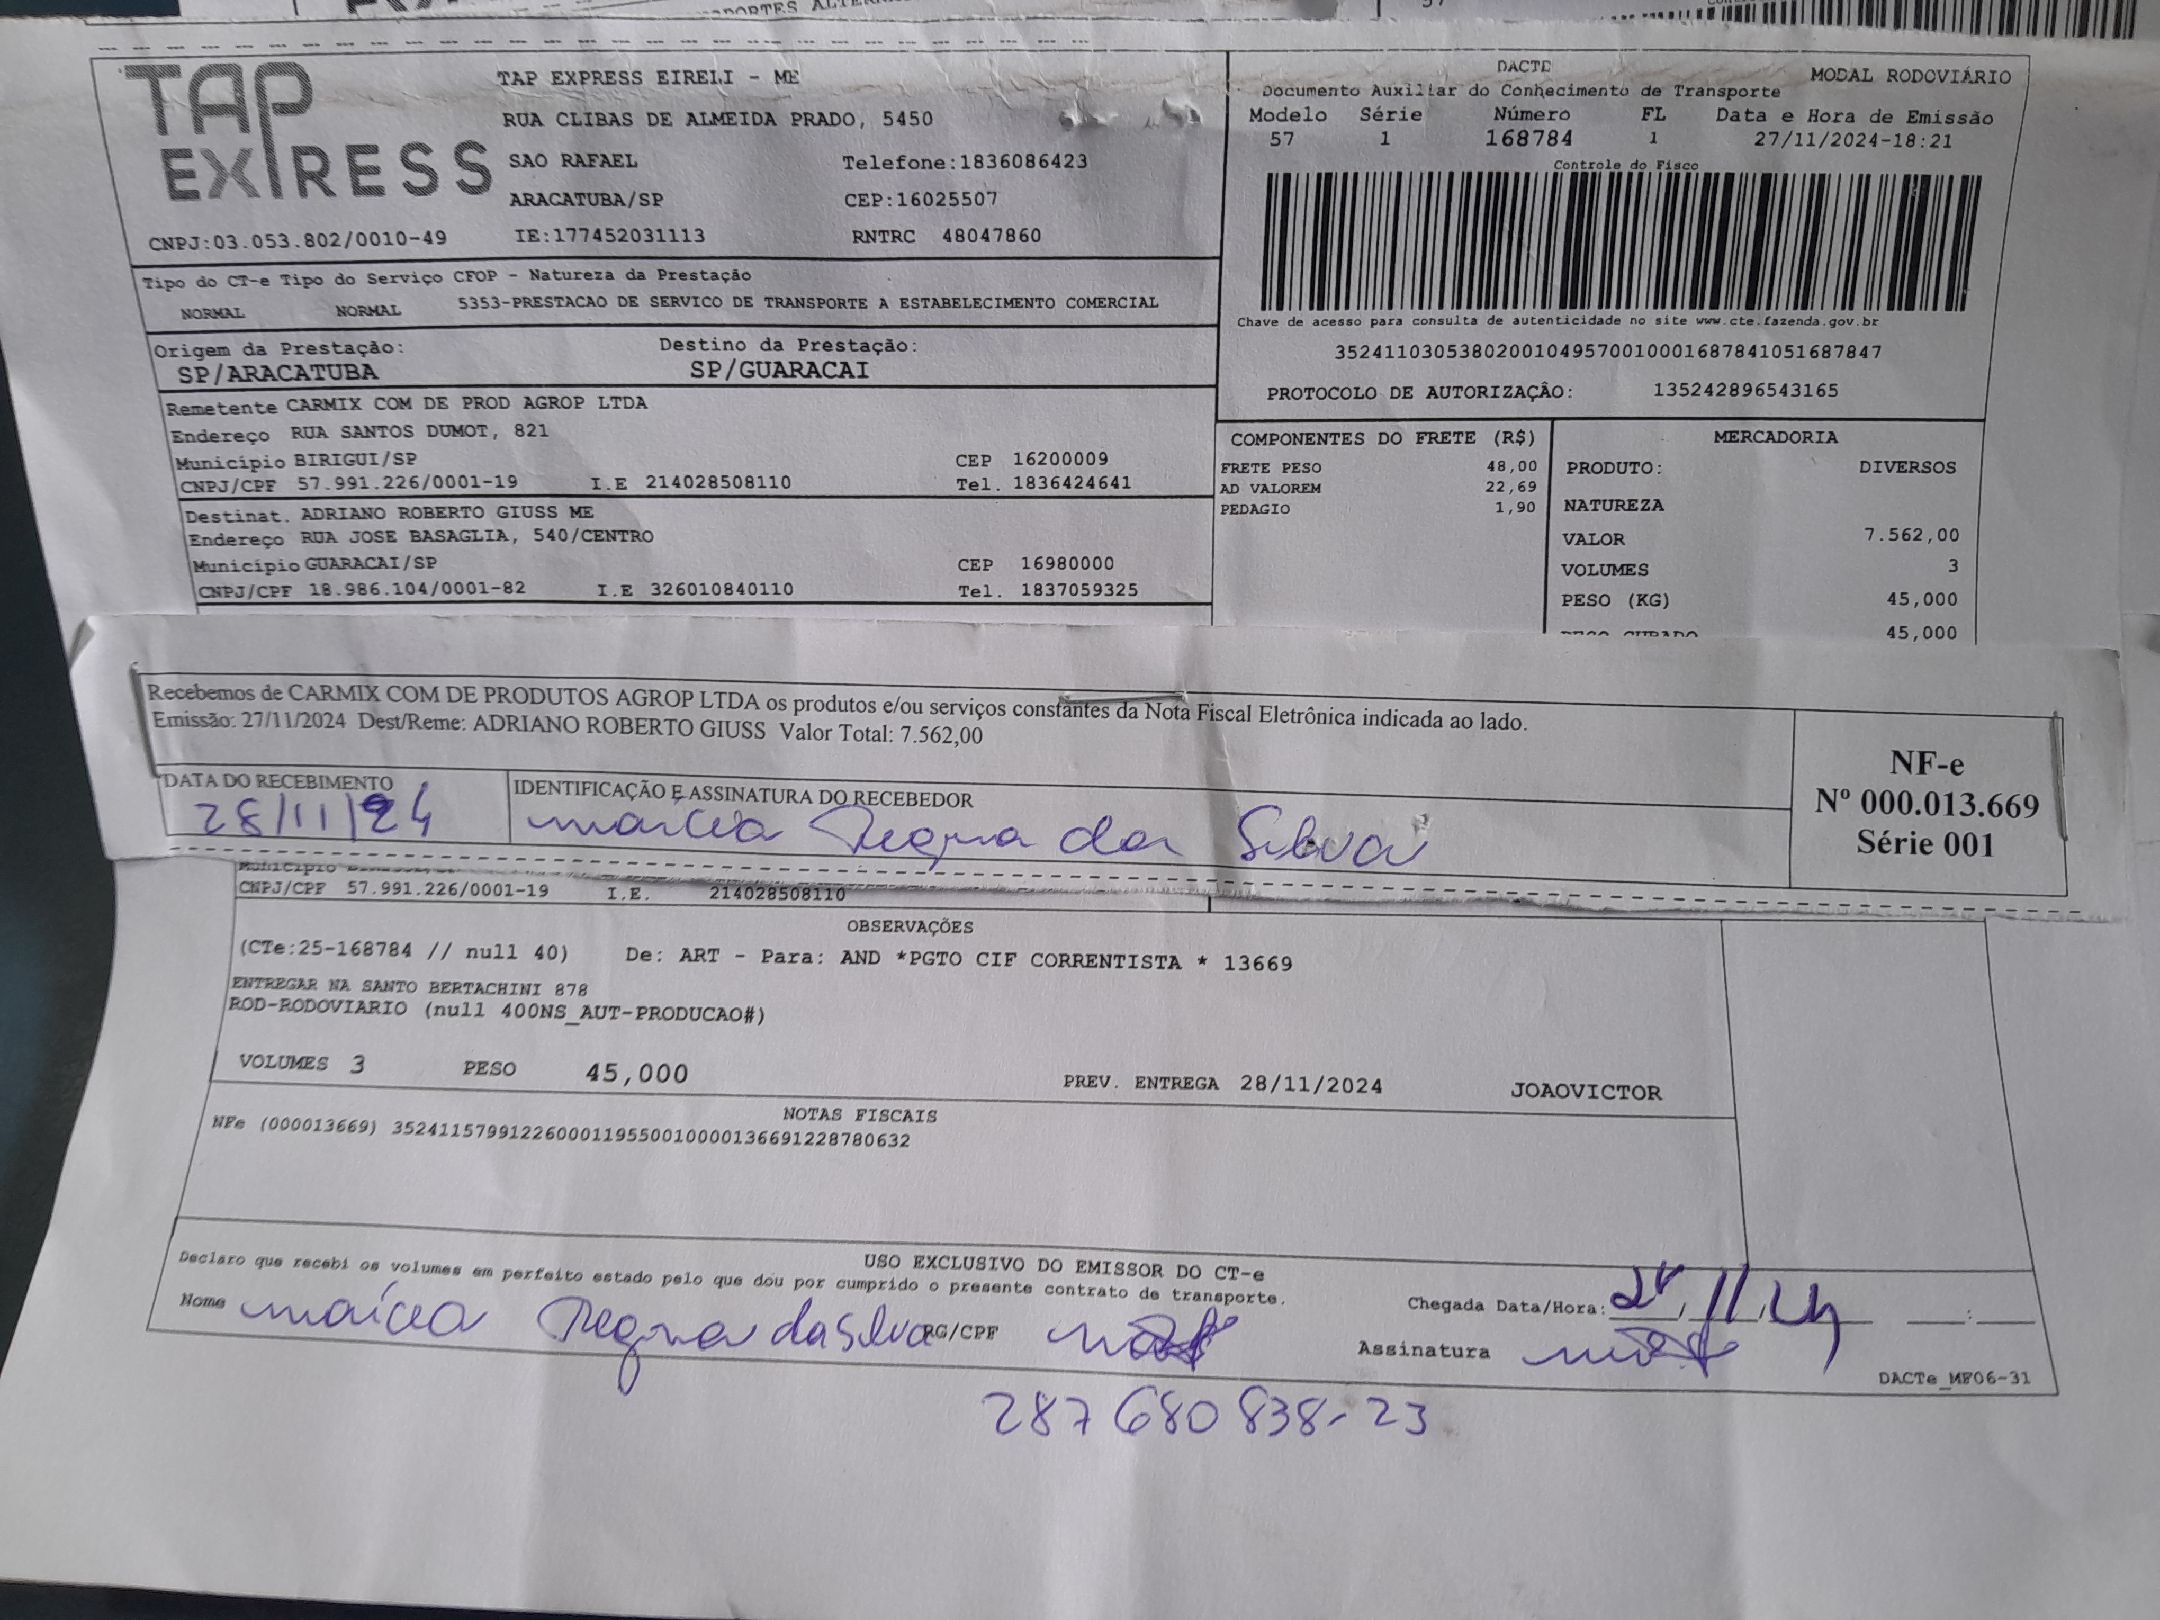 TAP EXPRESS
TAP EXPRESS EIRELI - ME
RUA CLIBAS DE ALMEIDA PRADO, 5450
SAO RAFAEL Telefone:1836086423
ARACATUBA/SP CEP:16025507
CNPJ:03.053.802/0010-49 IE:177452031113 RNTRC 48047860
DACTE MODAL RODOVIÁRIO
Documento Auxiliar do Conhecimento de Transporte
Modelo Série Número FL Data e Hora de Emissão
57 1 168784 1 27/11/2024-18:21
Controle do Fisco
Chave de acesso para consulta de autenticidade no site www.cte.fazenda.gov.br
35241103053802001049570010001687841051687847
PROTOCOLO DE AUTORIZAÇÃO: 135242896543165
Tipo do CT-e Tipo do Serviço CFOP - Natureza da Prestação
NORMAL NORMAL 5353-PRESTACAO DE SERVICO DE TRANSPORTE A ESTABELECIMENTO COMERCIAL
Origem da Prestação: Destino da Prestação:
SP/ARACATUBA SP/GUARACAI
Remetente CARMIX COM DE PROD AGROP LTDA
Endereço RUA SANTOS DUMOT, 821
Município BIRIGUI/SP CEP 16200009
CNPJ/CPF 57.991.226/0001-19 I.E 214028508110 Tel. 1836424641
Destinat. ADRIANO ROBERTO GIUSS ME
Endereço RUA JOSE BASAGLIA, 540/CENTRO
Município GUARACAI/SP CEP 16980000
CNPJ/CPF 18.986.104/0001-82 I.E 326010840110 Tel. 1837059325
COMPONENTES DO FRETE (R$)
FRETE PESO 48,00
AD VALOREM 22,69
PEDAGIO 1,90
MERCADORIA
PRODUTO: DIVERSOS
NATUREZA
VALOR 7.562,00
VOLUMES 3
PESO (KG) 45,000
PESO CUBADO 45,000
Recebemos de CARMIX COM DE PRODUTOS AGROP LTDA os produtos e/ou serviços constantes da Nota Fiscal Eletrônica indicada ao lado.
Emissão: 27/11/2024 Dest/Reme: ADRIANO ROBERTO GIUSS Valor Total: 7.562,00
DATA DO RECEBIMENTO IDENTIFICAÇÃO E ASSINATURA DO RECEBEDOR
28/11/24 marcia Regina da Silva
NF-e
Nº 000.013.669
Série 001
Município
CNPJ/CPF 57.991.226/0001-19 I.E. 214028508110
OBSERVAÇÕES
(CTe:25-168784 // null 40) De: ART - Para: AND *PGTO CIF CORRENTISTA * 13669
ENTREGAR NA SANTO BERTACHINI 878
ROD-RODOVIARIO (null 400NS_AUT-PRODUCAO#)
VOLUMES 3 PESO 45,000 PREV. ENTREGA 28/11/2024 JOAOVICTOR
NOTAS FISCAIS
NFe (000013669) 35241157991226000119550010000136691228780632
USO EXCLUSIVO DO EMISSOR DO CT-e
Declaro que recebi os volumes em perfeito estado pelo que dou por cumprido o presente contrato de transporte.
Nome marcia Regina da Silva RG/CPF
Chegada Data/Hora: 28/11/24
Assinatura
287 680 838-23
DACTe_MF06-31